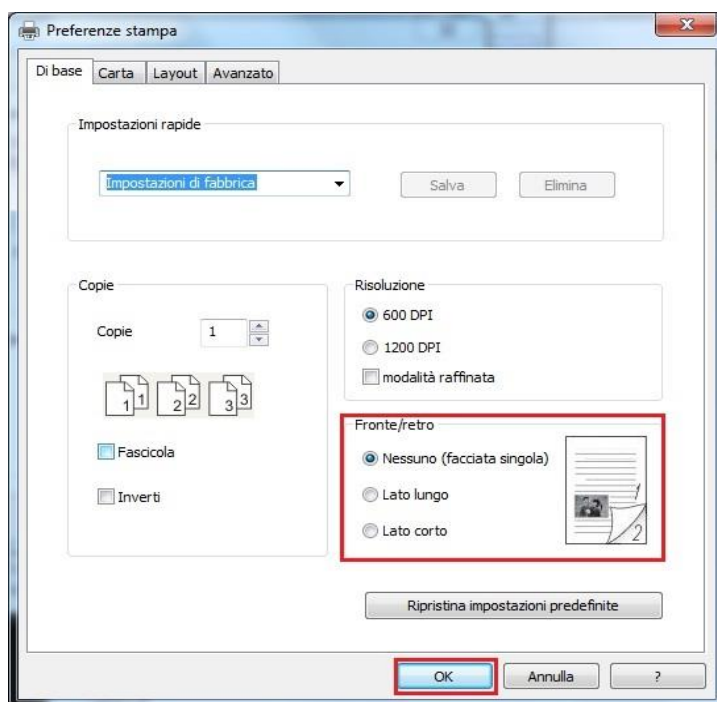 Preferenze stampa
X
Di base Carta Layout Avanzato
Impostazioni rapide
Impostazioni di fabbrica Salva Elimina
Copie
Copie 1
1 1 2 2 3 3
Fascicola
Inverti
Risoluzione
600 DPI
1200 DPI
modalità raffinata
Fronte/retro
Nessuno (facciata singola)
Lato lungo
Lato corto
1
2
Ripristina impostazioni predefinite
OK Annulla ?